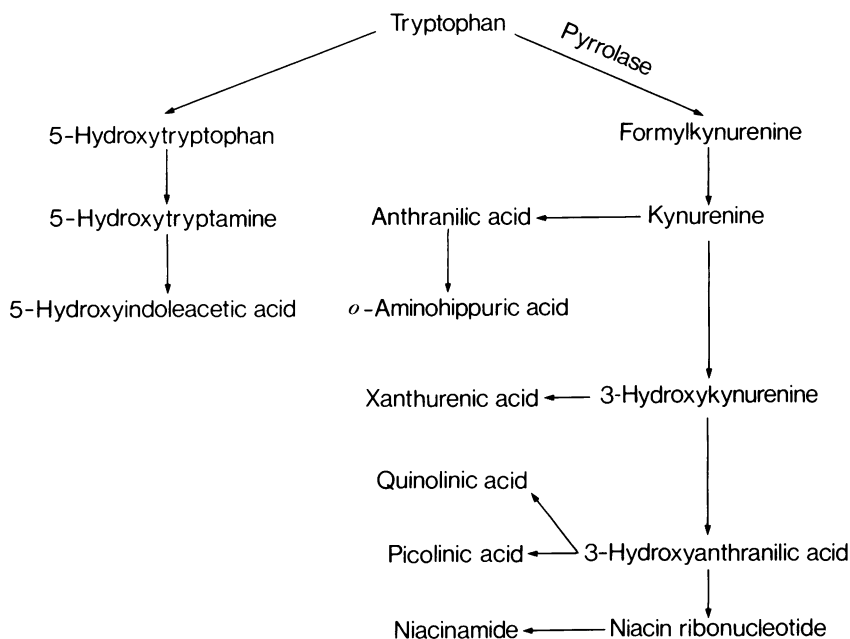 Tryptophan
Pyrrolase
5-Hydroxytryptophan
Formylkynurenine
5-Hydroxytryptamine
Anthranilic acid
Kynurenine
5-Hydroxyindoleacetic acid
o-Aminohippuric acid
Xanthurenic acid
3-Hydroxykynurenine
Quinolinic acid
Picolinic acid
3-Hydroxyanthranilic acid
Niacinamide
Niacin ribonucleotide